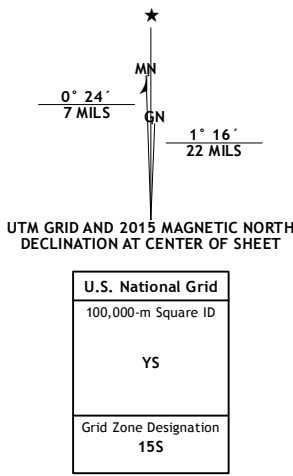 MN
0° 24´
7 MILS
GN
1° 16´
22 MILS
UTM GRID AND 2015 MAGNETIC NORTH
DECLINATION AT CENTER OF SHEET
U.S. National Grid
100,000-m Square ID
YS
Grid Zone Designation
15S